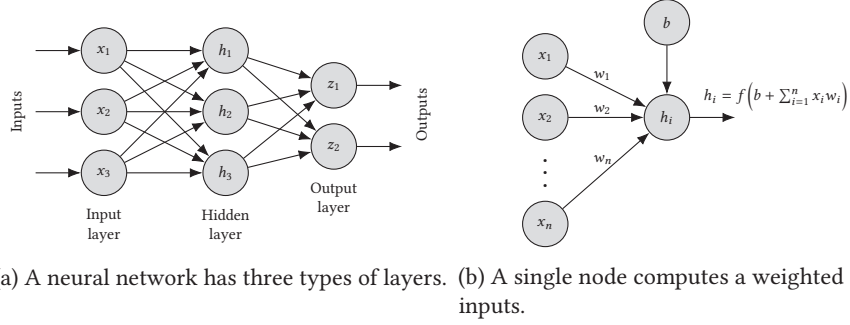 Inputs
x₁
x₂
x₃
h₁
h₂
h₃
z₁
z₂
Outputs
Input
layer
Hidden
layer
Output
layer
a) A neural network has three types of layers.
x₁
x₂
xₙ
w₁
w₂
wₙ
b
hᵢ
hᵢ = f(b + ∑ⁿᵢ₌₁ xᵢwᵢ)
(b) A single node computes a weighted
inputs.